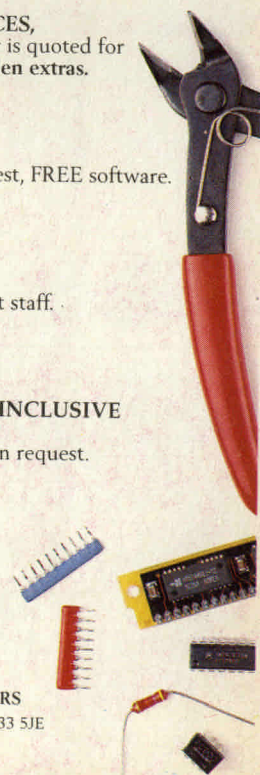 CES,
is quoted for
en extras.
est, FREE software.
t staff.
INCLUSIVE
n request.
RS
33 5JE